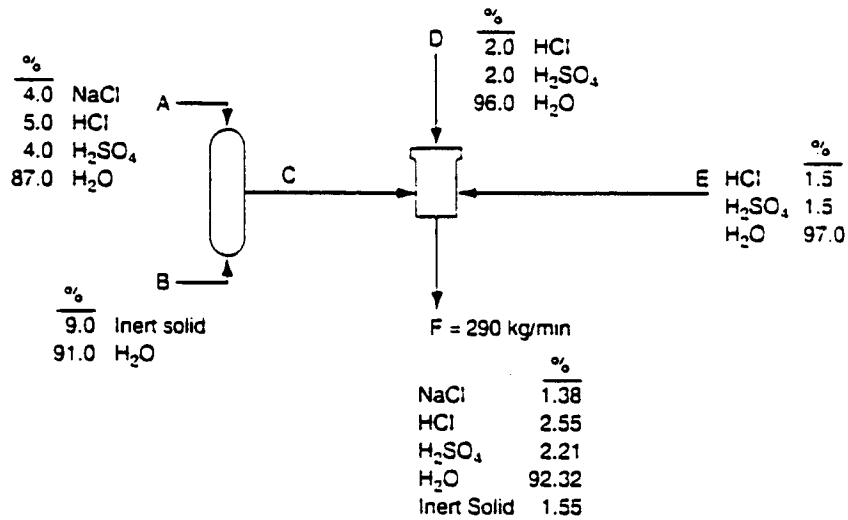 %
4.0 NaCl
5.0 HCl
4.0 H₂SO₄
87.0 H₂O
A
B
%
9.0 Inert solid
91.0 H₂O
C
D
%
2.0 HCl
2.0 H₂SO₄
96.0 H₂O
E
%
HCl 1.5
H₂SO₄ 1.5
H₂O 97.0
F = 290 kg/min
%
NaCl 1.38
HCl 2.55
H₂SO₄ 2.21
H₂O 92.32
Inert Solid 1.55